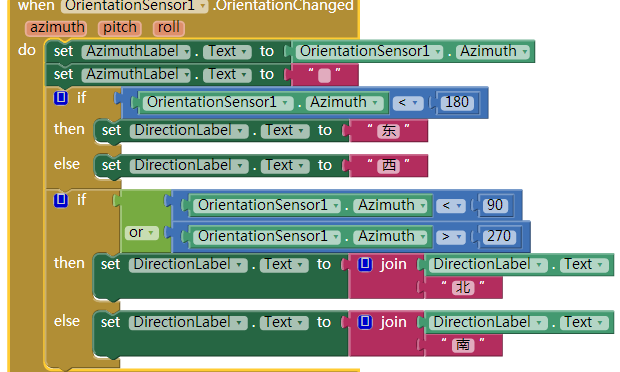 when OrientationSensor1 .OrientationChanged
azimuth pitch roll
do set AzimuthLabel . Text to OrientationSensor1 . Azimuth
set AzimuthLabel . Text to “ ”
if OrientationSensor1 . Azimuth < 180
then set DirectionLabel . Text to “ 东 ”
else set DirectionLabel . Text to “ 西 ”
if OrientationSensor1 . Azimuth < 90
or OrientationSensor1 . Azimuth > 270
then set DirectionLabel . Text to join DirectionLabel . Text
“ 北 ”
else set DirectionLabel . Text to join DirectionLabel . Text
“ 南 ”